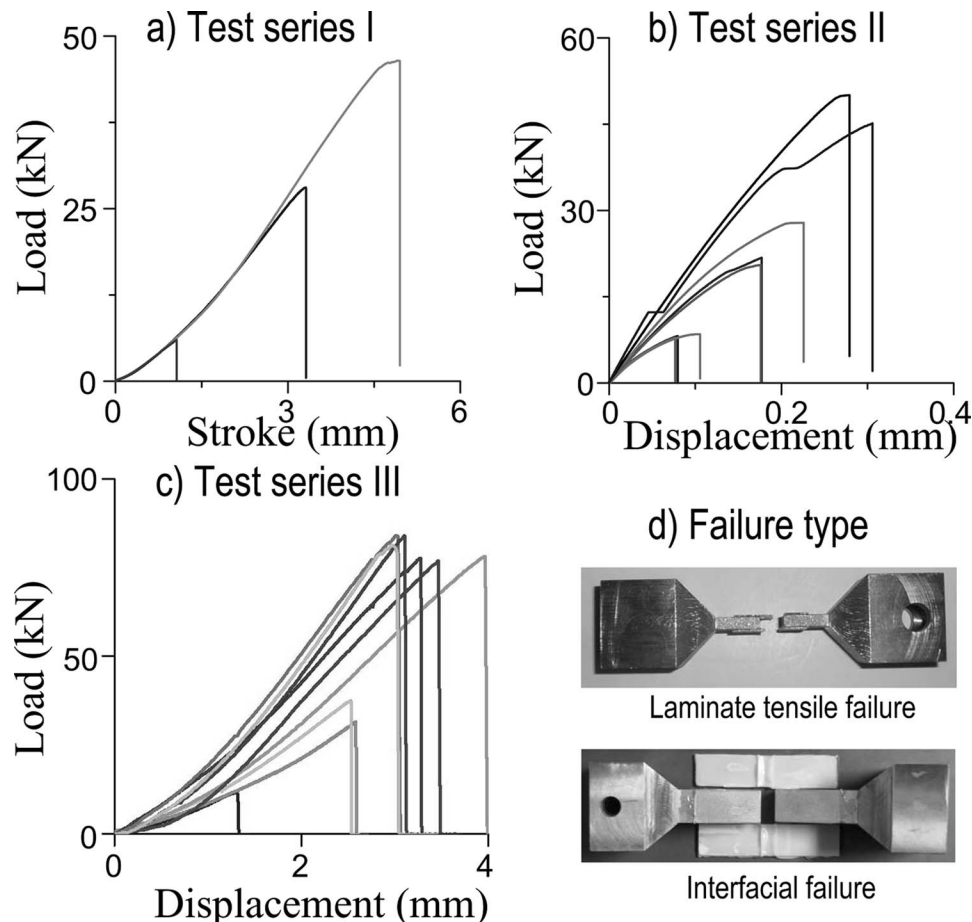 a) Test series I
50
25
0
Load (kN)
0
3
6
Stroke (mm)
b) Test series II
60
30
0
Load (kN)
0
0.2
0.4
Displacement (mm)
c) Test series III
100
50
0
Load (kN)
0
2
4
Displacement (mm)
d) Failure type
Laminate tensile failure
Interfacial failure